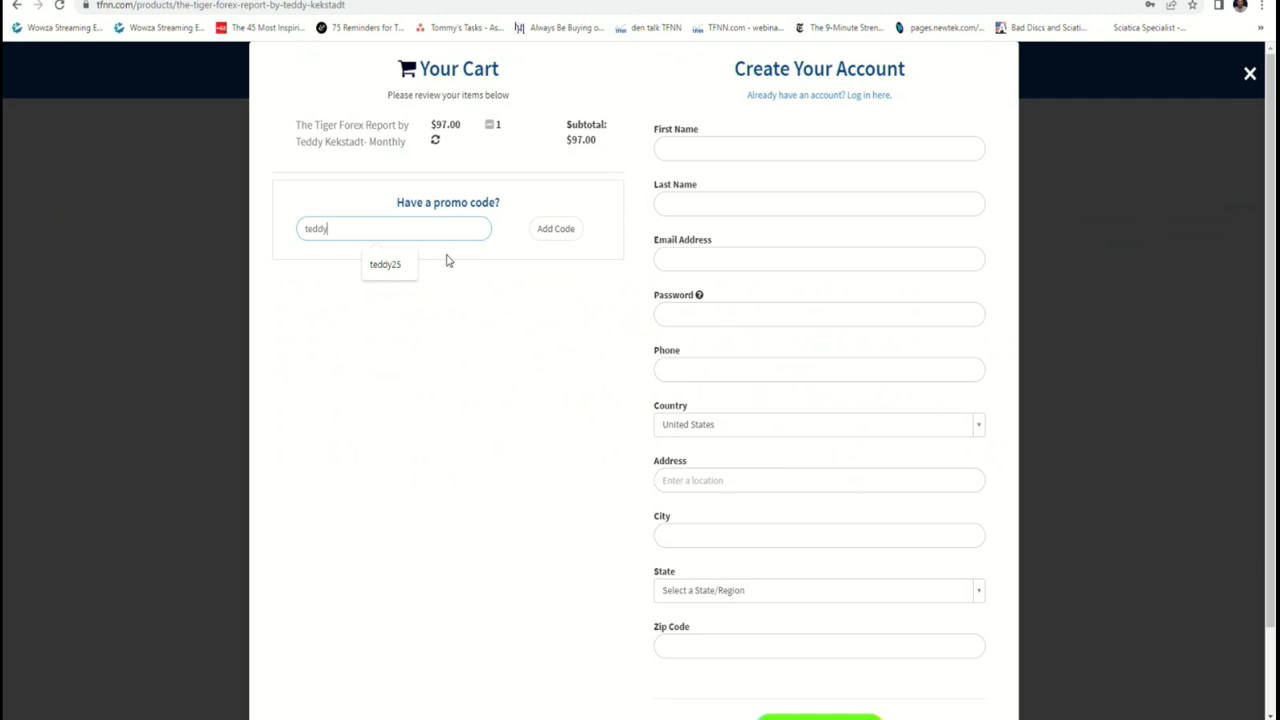 tfnn.com/products/the-tiger-forex-report-by-teddy-kekstadt
Wowza Streaming E...
Wowza Streaming E...
The 45 Most Inspiri...
75 Reminders for T...
Tommy's Tasks - As...
Always Be Buying o...
den talk TFNN
TFNN.com - webina...
The 9-Minute Stren...
pages.newtek.com/...
Bad Discs and Sciati...
Sciatica Specialist -...
»
Your Cart
Please review your items below
The Tiger Forex Report by
Teddy Kekstadt- Monthly
$97.00
1
Subtotal:
$97.00
Have a promo code?
teddy
Add Code
teddy25
Create Your Account
Already have an account? Log in here.
First Name
Last Name
Email Address
Password
Phone
Country
United States
Address
Enter a location
City
State
Select a State/Region
Zip Code